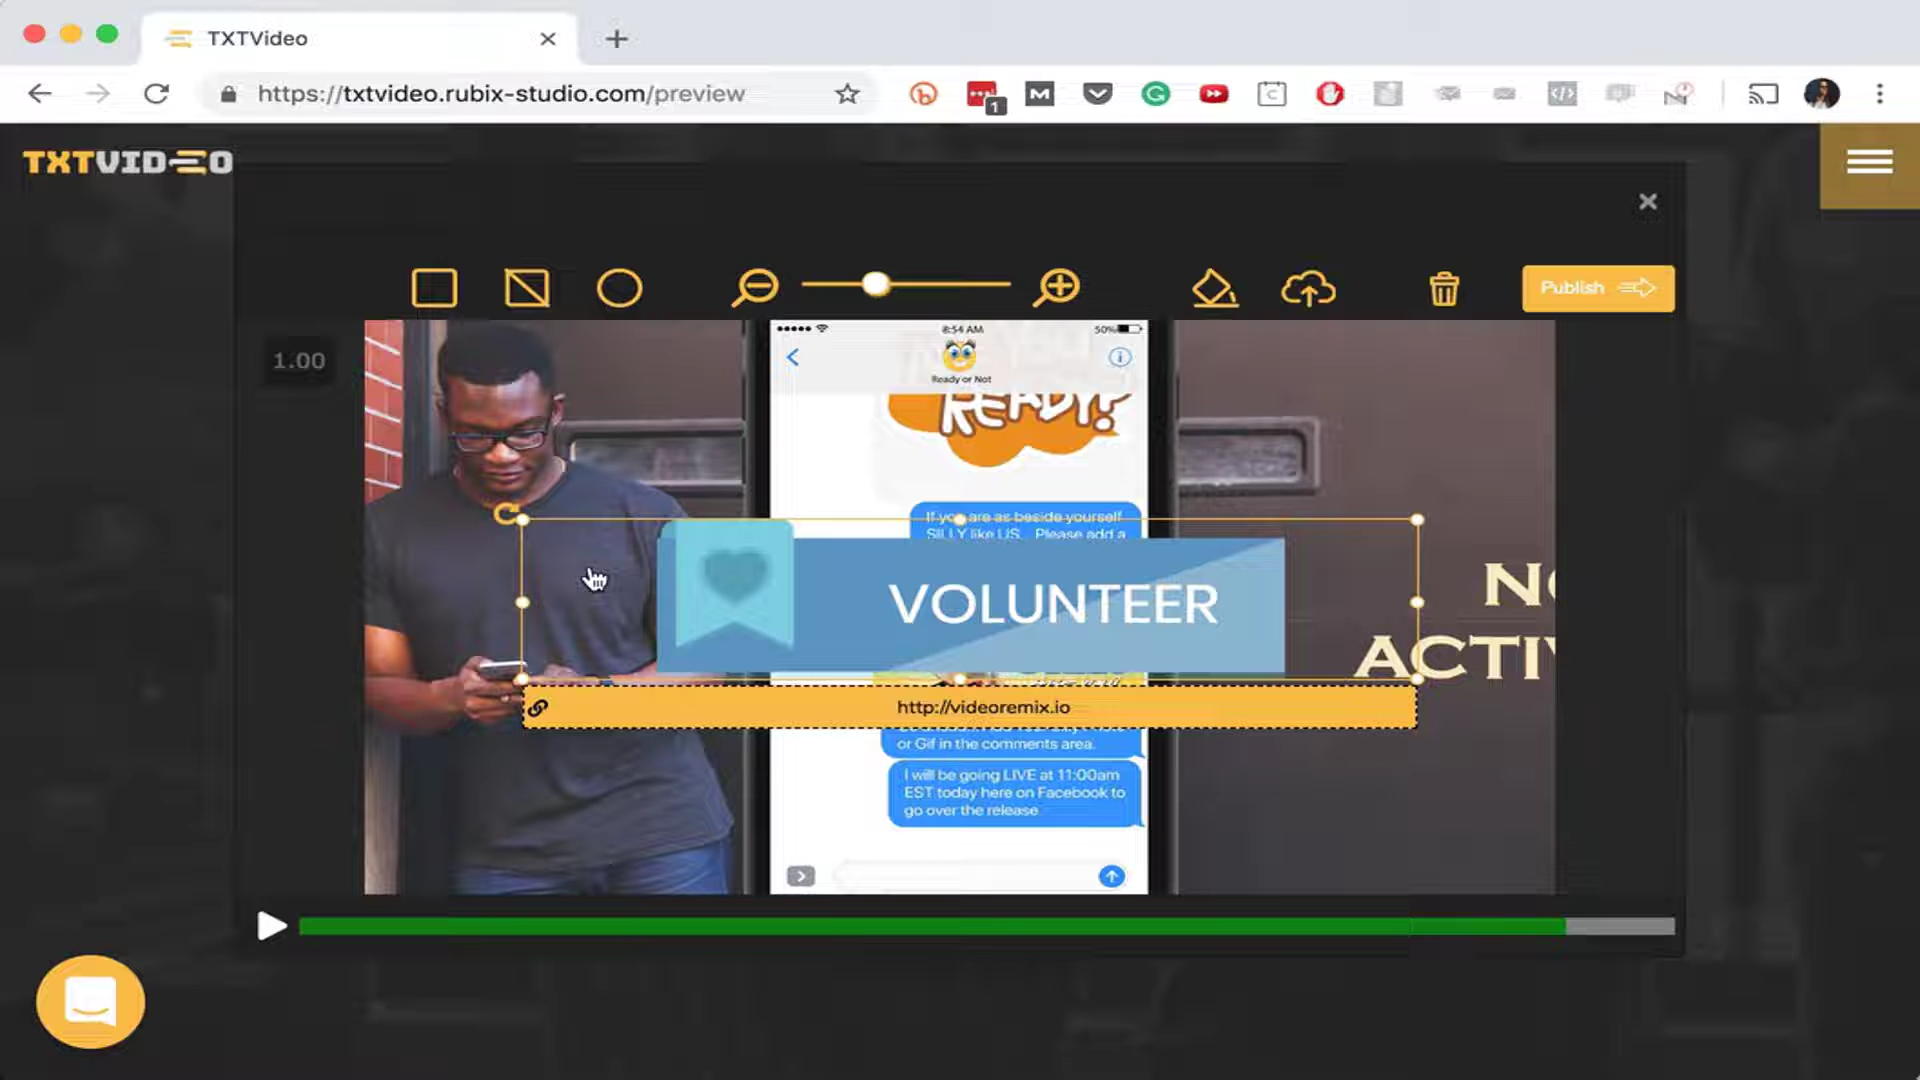 TXTVideo
https://txtvideo.rubix-studio.com/preview
1
TXTVIDEO
Publish
1.00
8:54 AM
50%
Ready or Not
READY?
If you are as beside yourself
SILLY like US. Please add a
VOLUNTEER
NO
ACTIV
http://videoremix.io
or Gif in the comments area.
I will be going LIVE at 11:00am
EST today here on Facebook to
go over the release